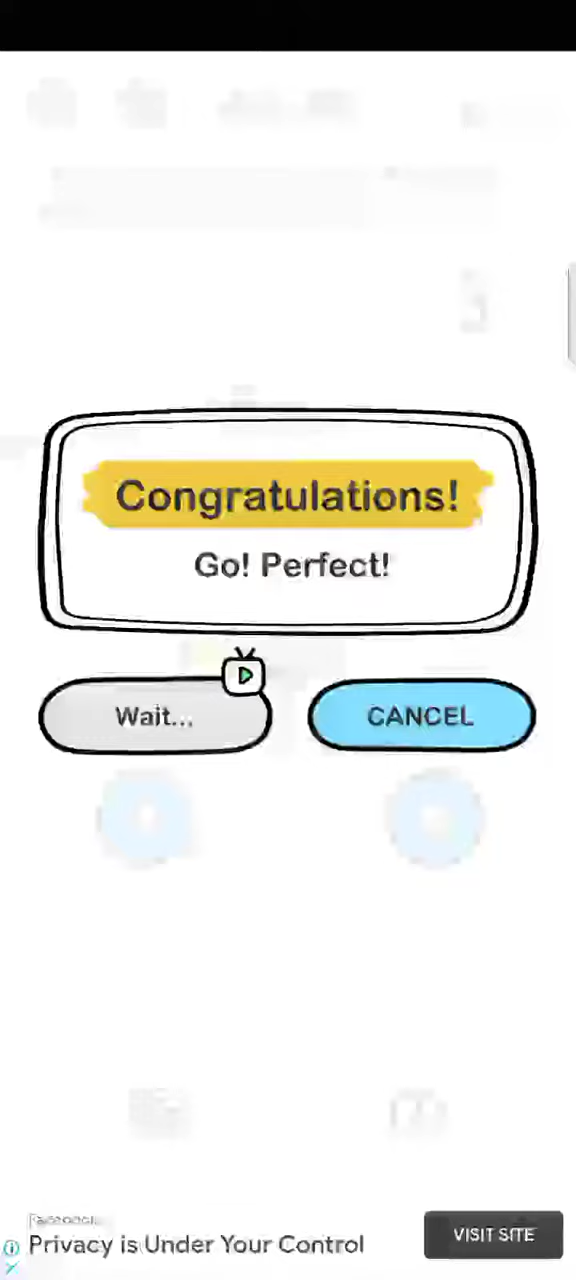 Congratulations!
Go! Perfect!
Wait...
CANCEL
Privacy is Under Your Control
VISIT SITE